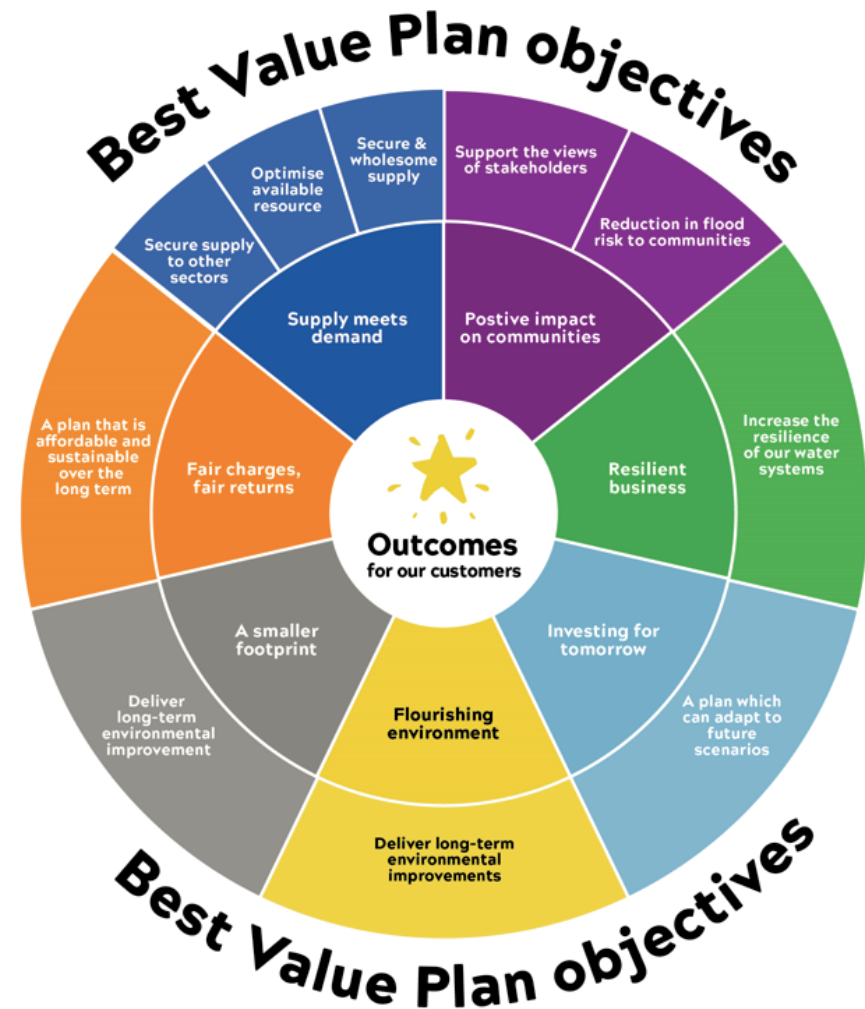 Best Value Plan objectives
Secure &
wholesome
supply
Optimise
available
resource
Secure supply
to other
sectors
Supply meets
demand
Support the views
of stakeholders
Reduction in flood
risk to communities
Postive impact
on communities
Increase the
resilience
of our water
systems
Resilient
business
A plan which
can adapt to
future
scenarios
Investing for
tomorrow
Deliver long-term
environmental
improvements
Flourishing
environment
Deliver
long-term
environmental
improvement
A smaller
footprint
A plan that is
affordable and
sustainable
over the
long term
Fair charges,
fair returns
Outcomes
for our customers
Best Value Plan objectives